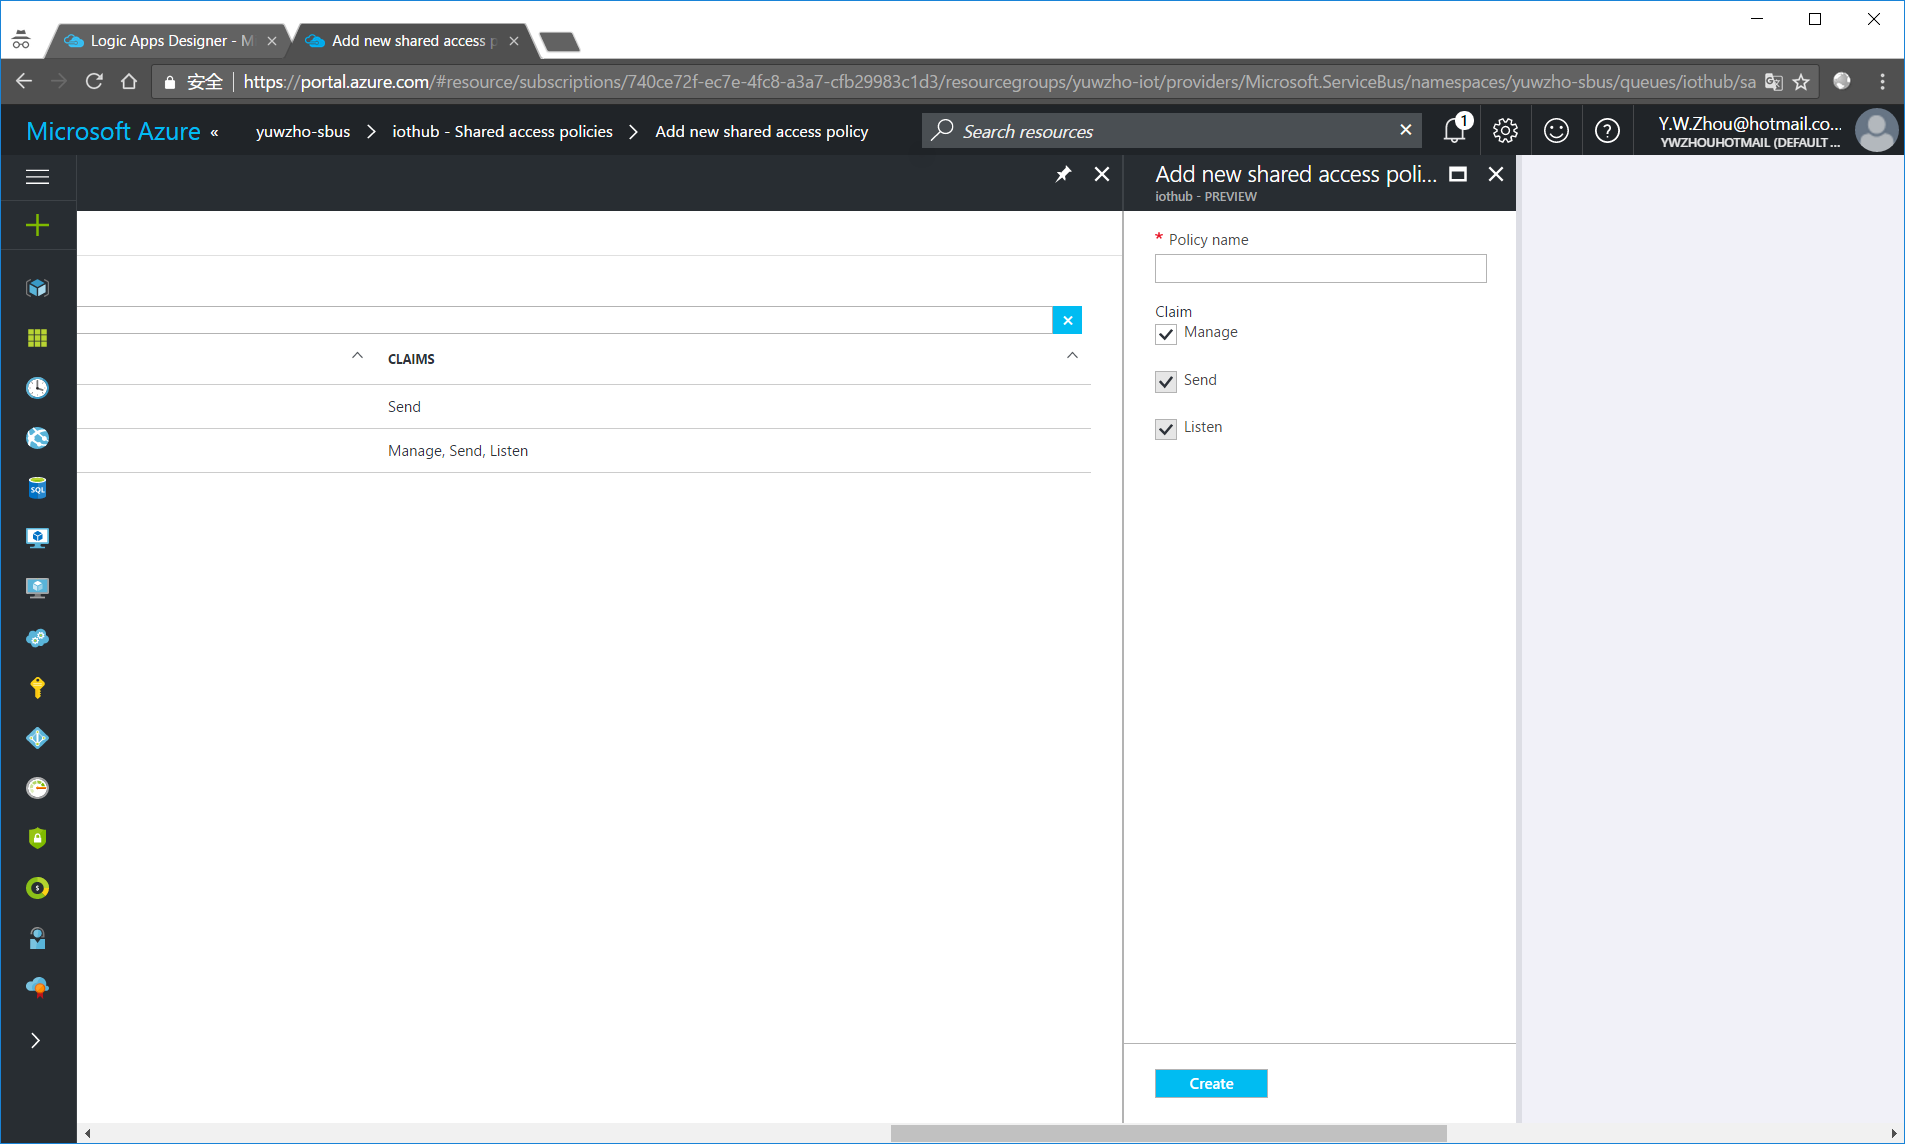 Logic Apps Designer - M
Add new shared access p
安全 https://portal.azure.com/#resource/subscriptions/740ce72f-ec7e-4fc8-a3a7-cfb29983c1d3/resourcegroups/yuwzho-iot/providers/Microsoft.ServiceBus/namespaces/yuwzho-sbus/queues/iothub/sa
Microsoft Azure « yuwzho-sbus > iothub - Shared access policies > Add new shared access policy
Search resources
1
Y.W.Zhou@hotmail.co...
YWZHOUHOTMAIL (DEFAULT ...
Add new shared access poli...
iothub - PREVIEW
* Policy name
Claim
Manage
Send
Listen
CLAIMS
Send
Manage, Send, Listen
SQL
Create